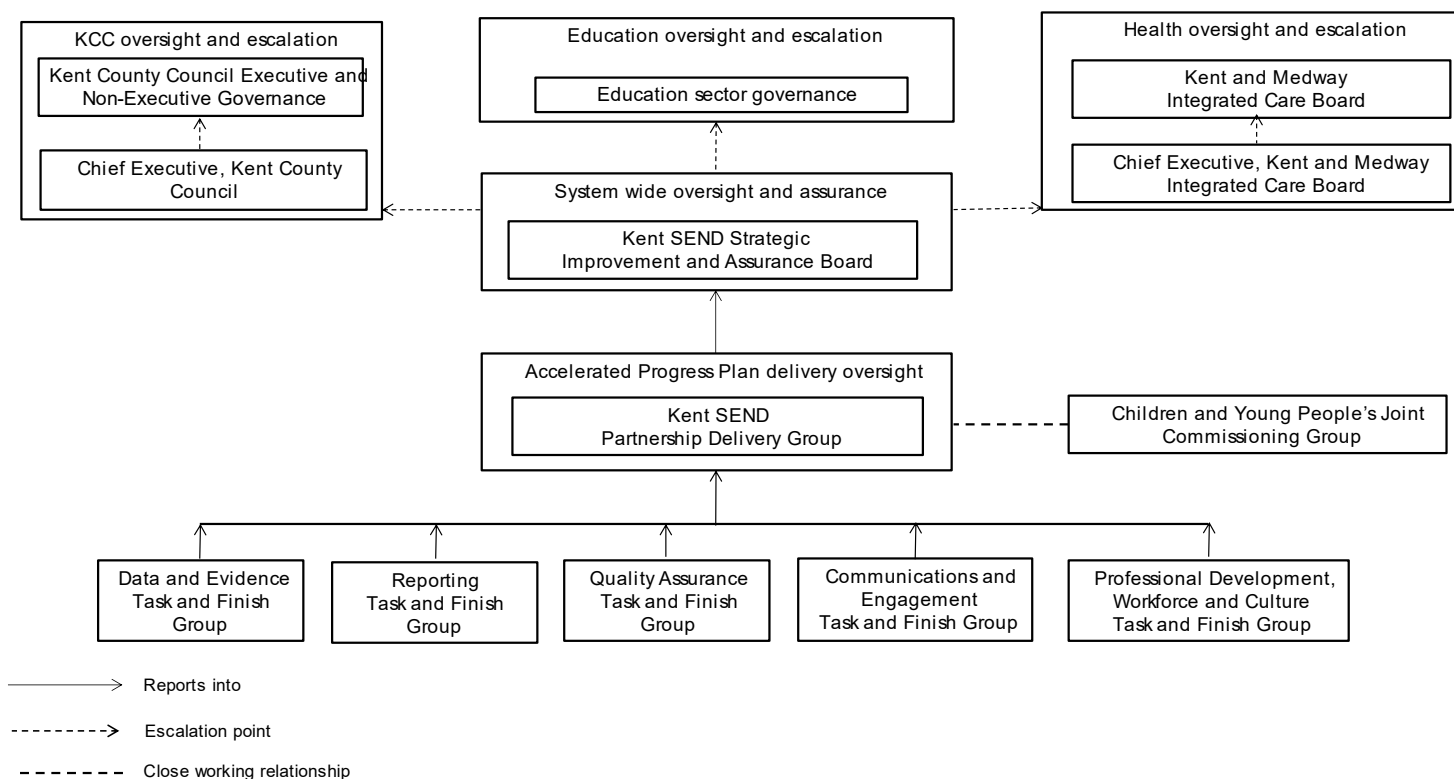 KCC oversight and escalation
Kent County Council Executive and
Non-Executive Governance
Chief Executive, Kent County
Council
Education oversight and escalation
Education sector governance
Health oversight and escalation
Kent and Medway
Integrated Care Board
Chief Executive, Kent and Medway
Integrated Care Board
System wide oversight and assurance
Kent SEND Strategic
Improvement and Assurance Board
Accelerated Progress Plan delivery oversight
Kent SEND
Partnership Delivery Group
Children and Young People's Joint
Commissioning Group
Data and Evidence
Task and Finish
Group
Reporting
Task and Finish
Group
Quality Assurance
Task and Finish
Group
Communications and
Engagement
Task and Finish Group
Professional Development,
Workforce and Culture
Task and Finish Group
Reports into
Escalation point
Close working relationship